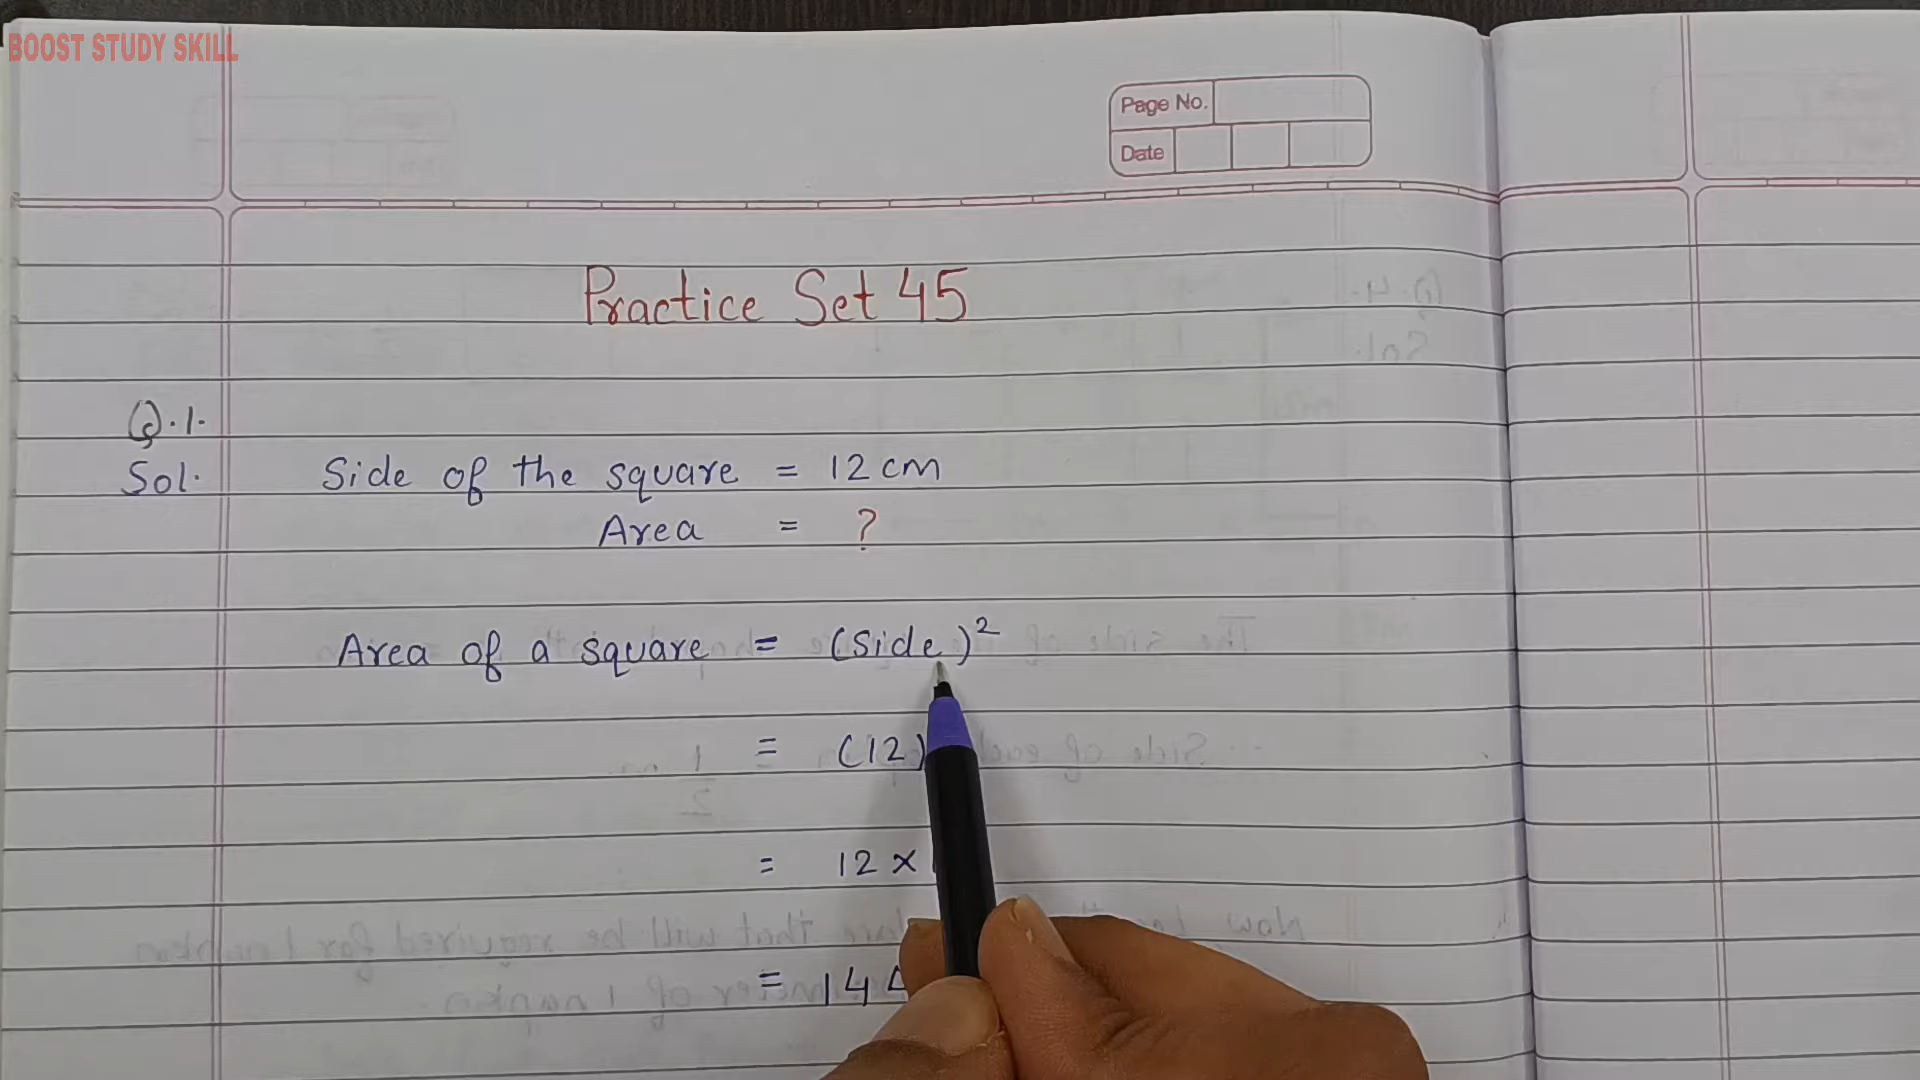 BOOST STUDY SKILL
Page No.
Date
Practice Set 45
Q.1.
Sol. Side of the square = 12 cm
Area = ?
Area of a square = (Side)²
= (12)
= 12 ×
= 144